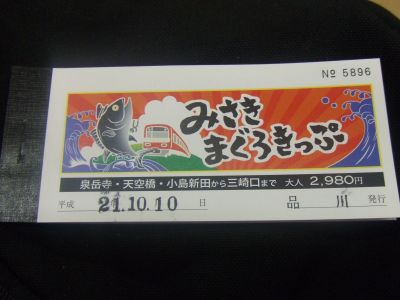 No 5896
みさき
まぐろきっぷ
泉岳寺・天空橋・小島新田から三崎口まで 大人 2,980円
平成 21.10.10 日 品川 発行